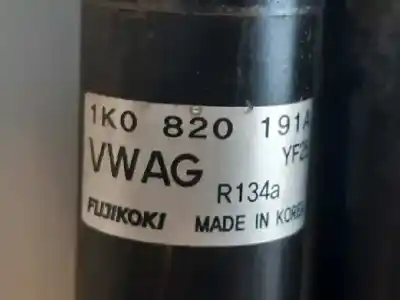 1K0 820 191A
VWAG
R134a
FUJIKOKI MADE IN KOREA